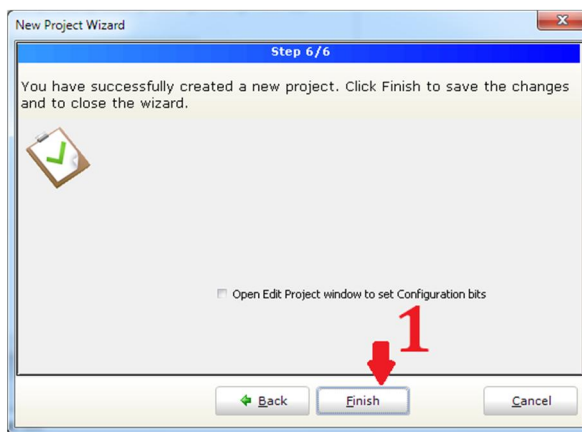 New Project Wizard
Step 6/6
You have successfully created a new project. Click Finish to save the changes
and to close the wizard.
Open Edit Project window to set Configuration bits
1
Back Finish Cancel